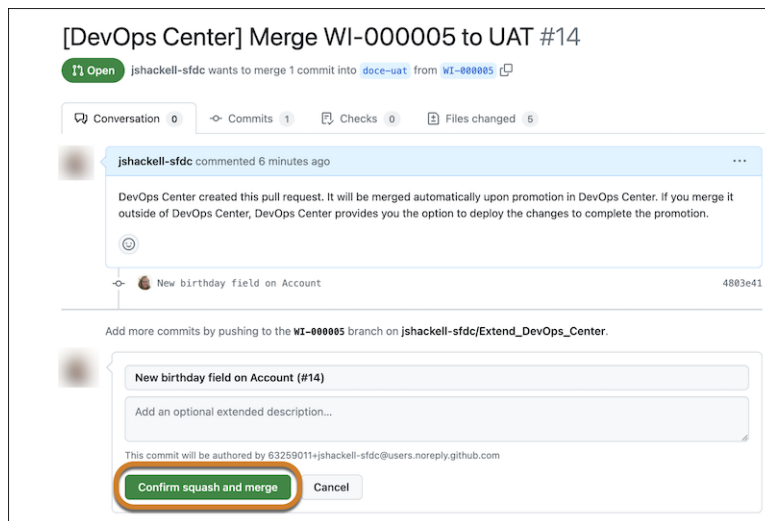 [DevOps Center] Merge WI-000005 to UAT #14
Open jshackell-sfdc wants to merge 1 commit into doce-uat from WI-000005
Conversation 0 Commits 1 Checks 0 Files changed 5
jshackell-sfdc commented 6 minutes ago ...
DevOps Center created this pull request. It will be merged automatically upon promotion in DevOps Center. If you merge it
outside of DevOps Center, DevOps Center provides you the option to deploy the changes to complete the promotion.
New birthday field on Account 4803e41
Add more commits by pushing to the WI-000005 branch on jshackell-sfdc/Extend_DevOps_Center.
New birthday field on Account (#14)
Add an optional extended description...
This commit will be authored by 63259011+jshackell-sfdc@users.noreply.github.com
Confirm squash and merge Cancel